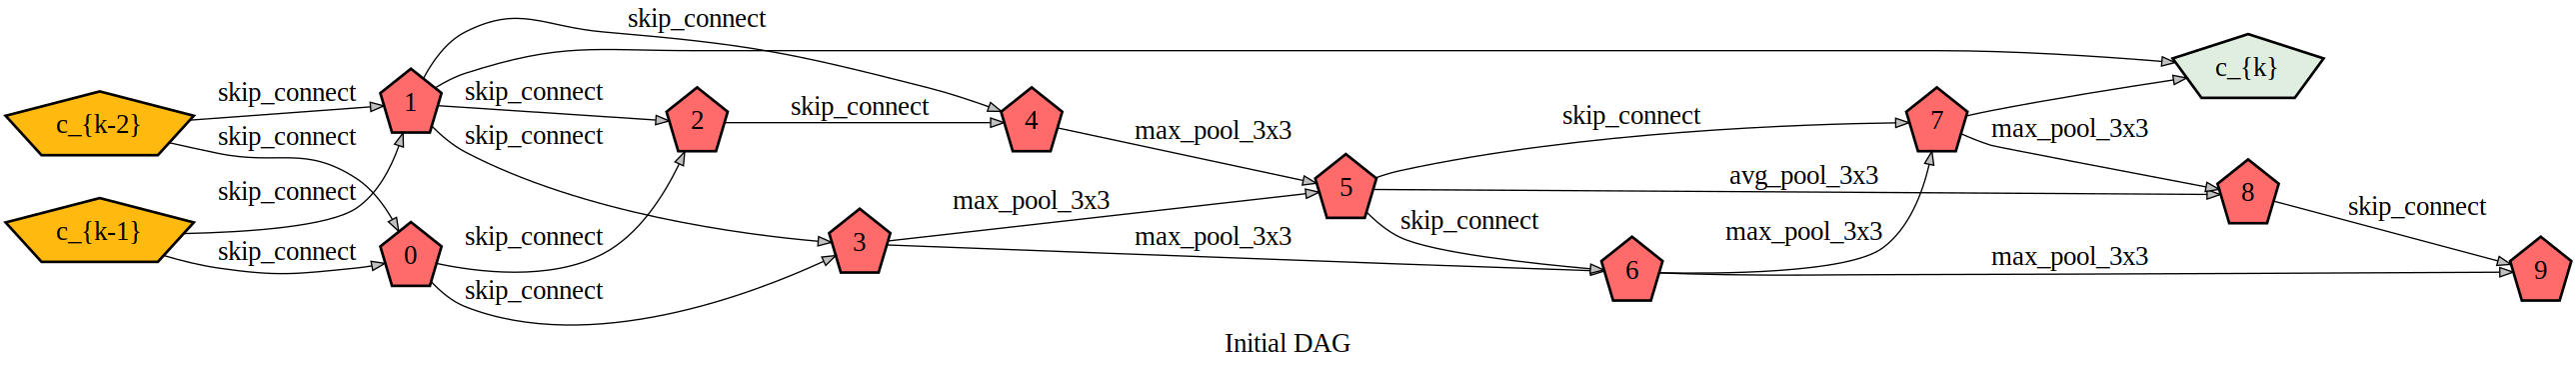 skip_connect
c_{k}
skip_connect
skip_connect
1
skip_connect
skip_connect
skip_connect
2
4
7
c_{k-2}
max_pool_3x3
max_pool_3x3
skip_connect
skip_connect
avg_pool_3x3
5
8
skip_connect
max_pool_3x3
skip_connect
skip_connect
c_{k-1}
max_pool_3x3
skip_connect
max_pool_3x3
3
skip_connect
0
max_pool_3x3
6
9
skip_connect
Initial DAG